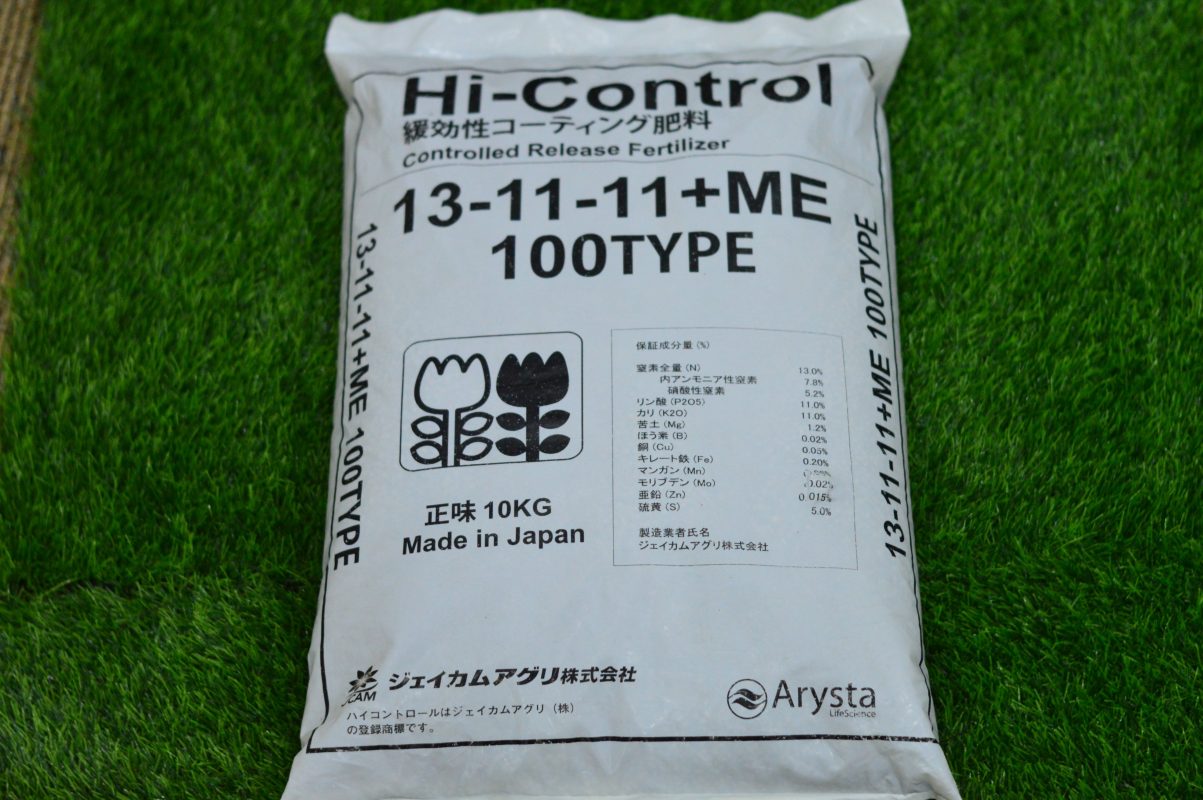 Hi-Control
緩効性コーティング肥料
Controlled Release Fertilizer
13-11-11+ME
100TYPE
13-11-11+ME 100TYPE
13-11-11+ME 100TYPE
保証成分量(%)
窒素全量(N) 13.0%
内アンモニア性窒素 7.8%
硝酸性窒素 5.2%
リン酸(P2O5) 11.0%
カリ(K2O) 11.0%
苦土(Mg) 1.2%
ほう素(B) 0.02%
銅(Cu) 0.05%
キレート鉄(Fe) 0.20%
マンガン(Mn)
モリブデン(Mo) 0.02%
亜鉛(Zn) 0.015%
硫黄(S) 5.0%
製造業者氏名
ジェイカムアグリ株式会社
正味 10KG
Made in Japan
JCAM ジェイカムアグリ株式会社
ハイコントロールはジェイカムアグリ(株)
の登録商標です。
Arysta
LifeScience